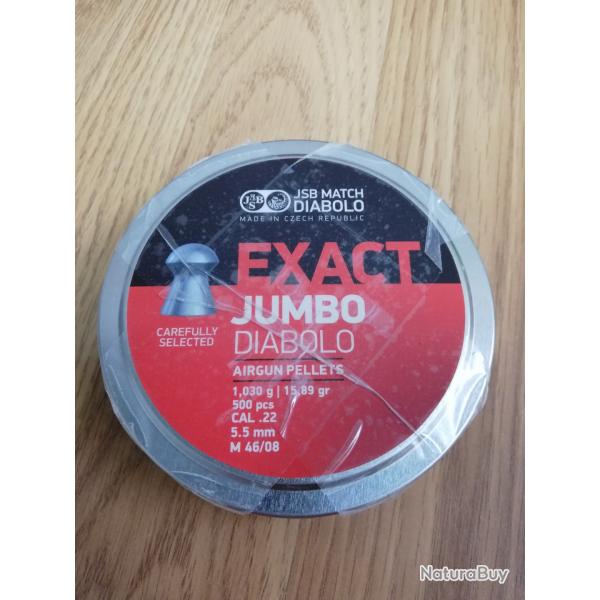 JSB MATCH
DIABOLO
MADE IN CZECH REPUBLIC
EXACT
JUMBO
DIABOLO
CAREFULLY
SELECTED
AIRGUN PELLETS
1,030 g | 15.89 gr
500 pcs
CAL .22
5.5 mm
M 46/08
NaturaBuy